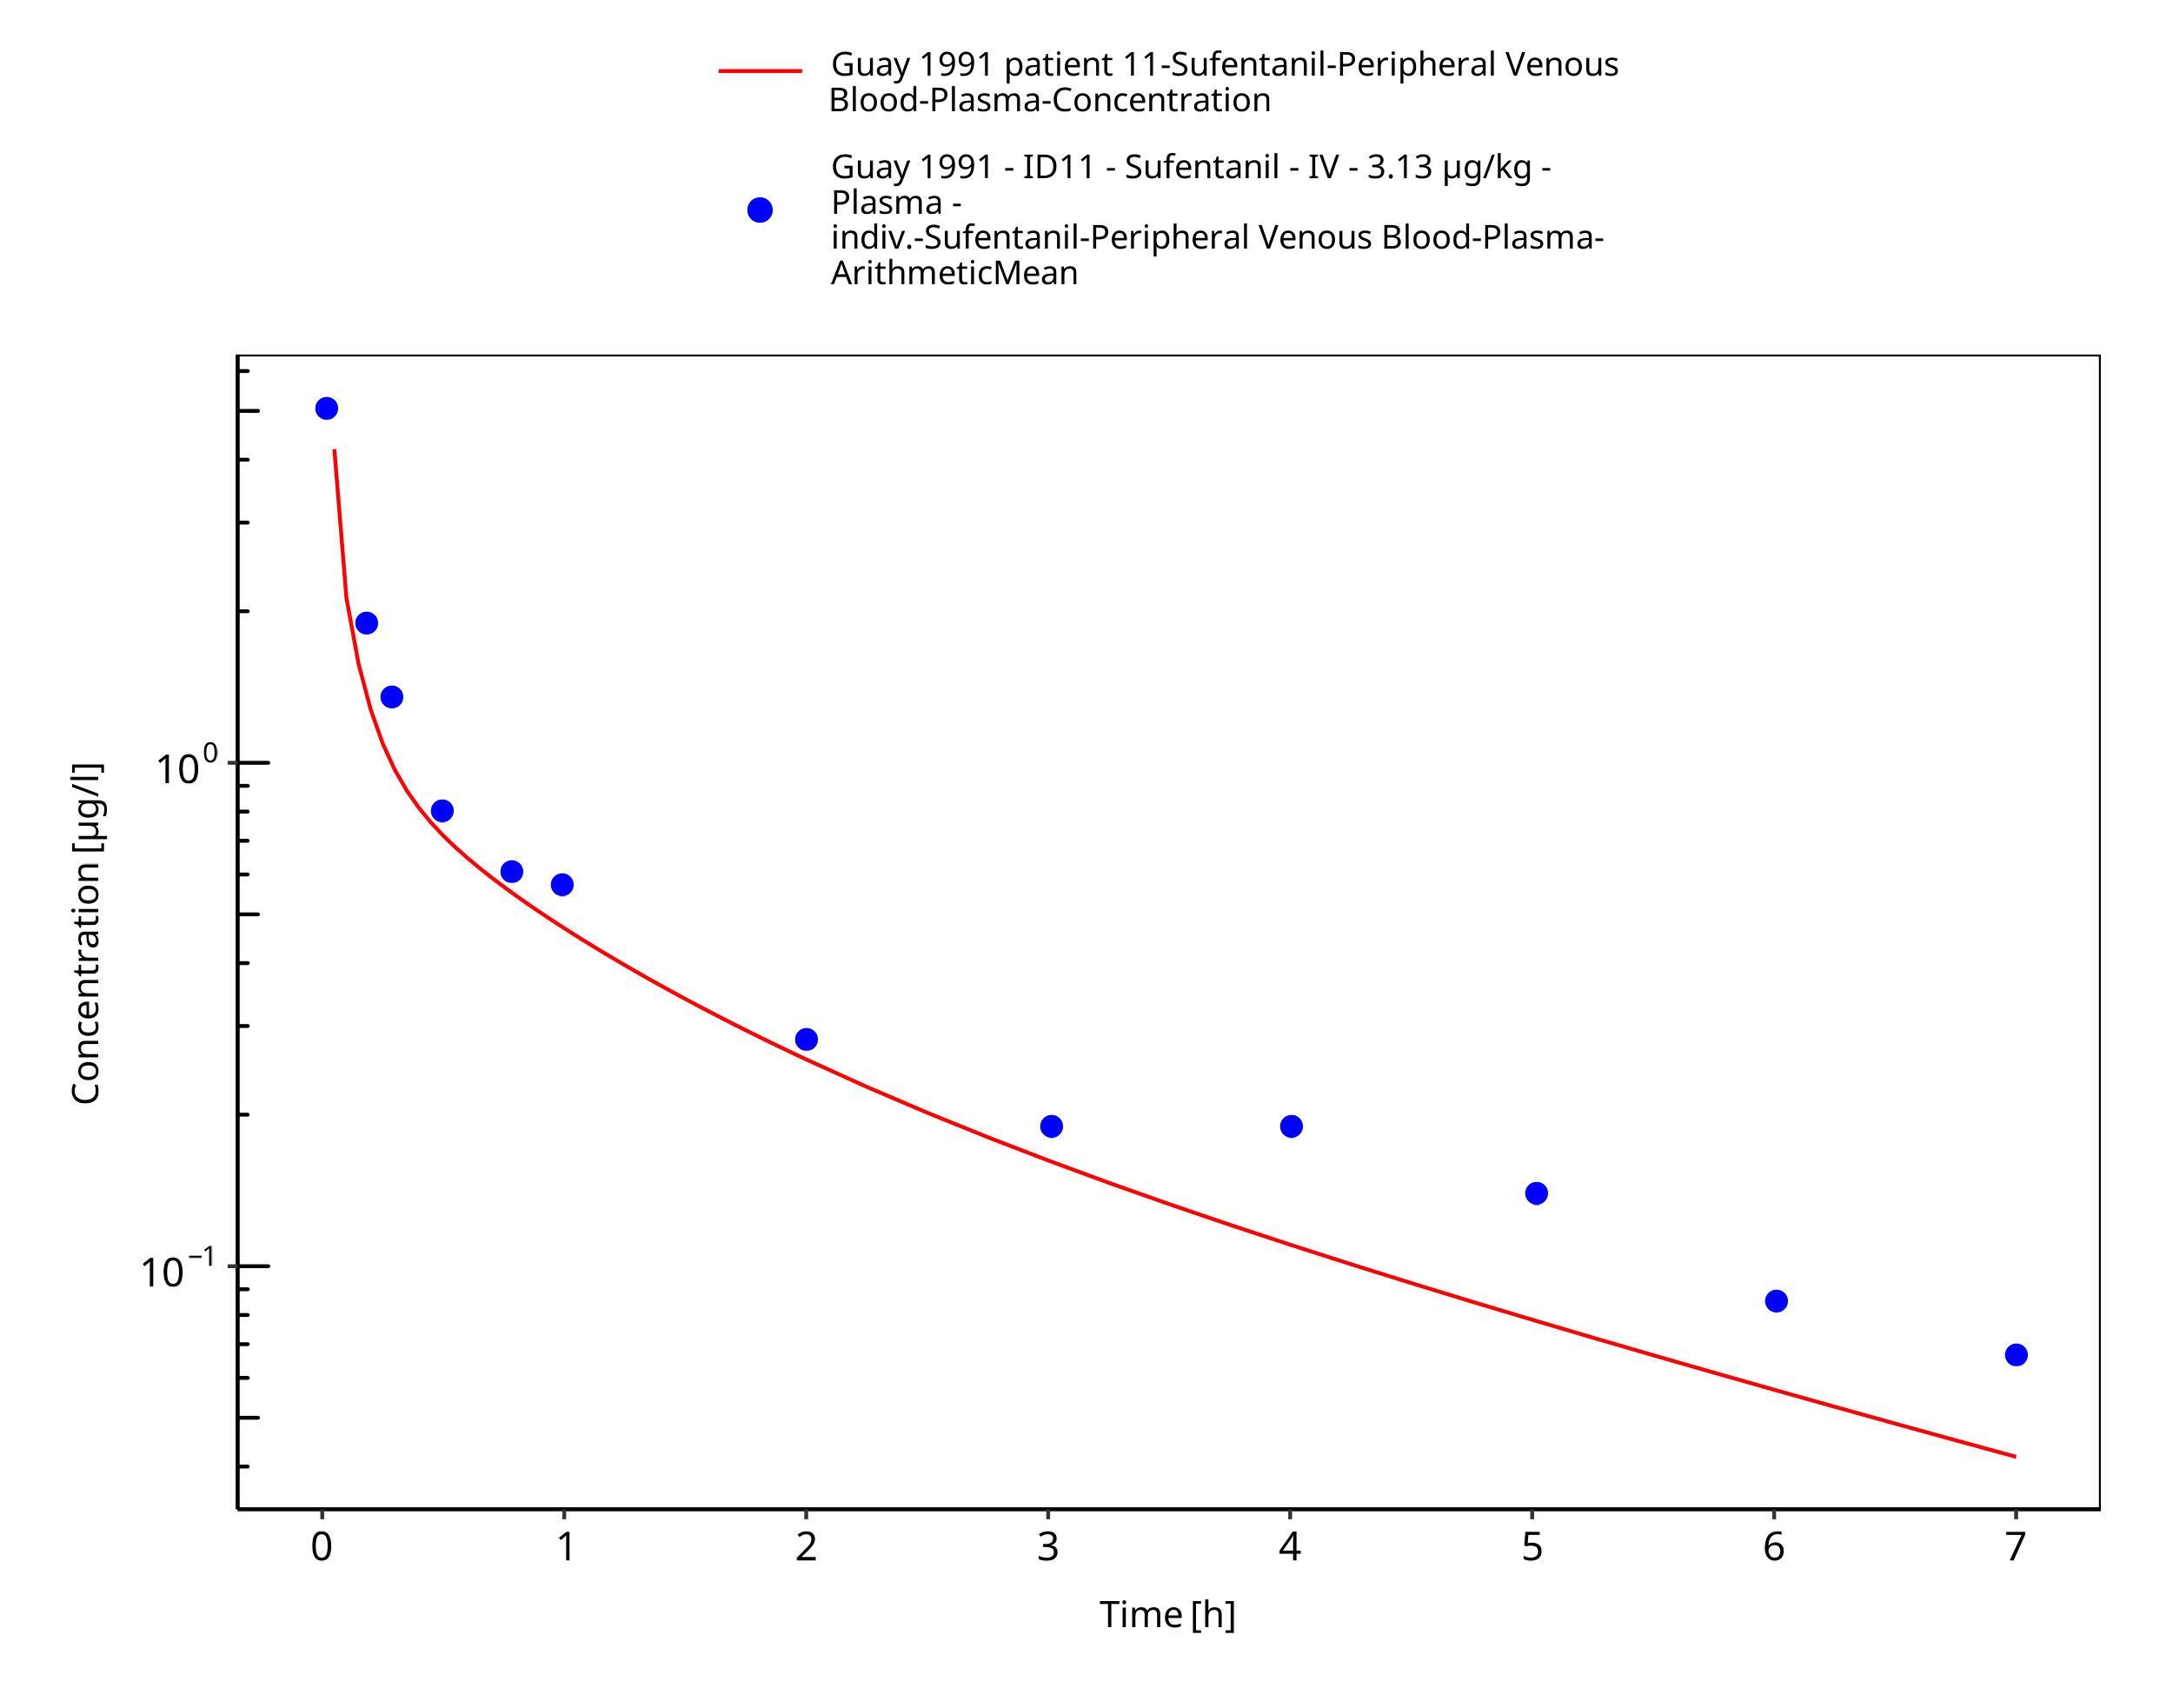 Guay 1991 patient 11-Sufentanil-Peripheral Venous
Blood-Plasma-Concentration
Guay 1991 - ID11 - Sufentanil - IV - 3.13 µg/kg -
Plasma -
indiv.-Sufentanil-Peripheral Venous Blood-Plasma-
ArithmeticMean
Concentration [µg/l]
10⁰
10⁻¹
0 1 2 3 4 5 6 7
Time [h]